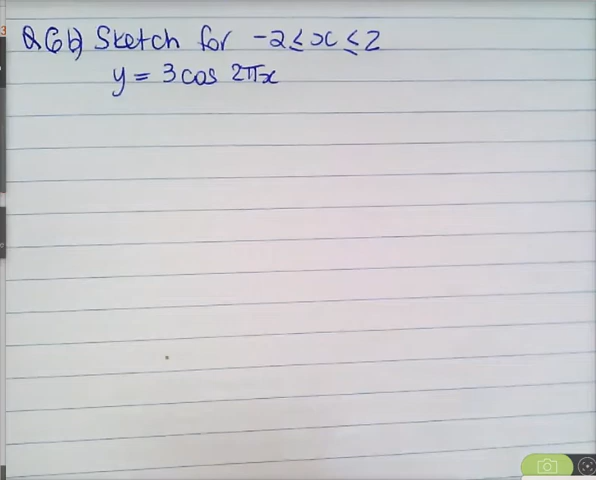 Q6b) Sketch for -2 ≤ x ≤ 2
y = 3 cos 2πx